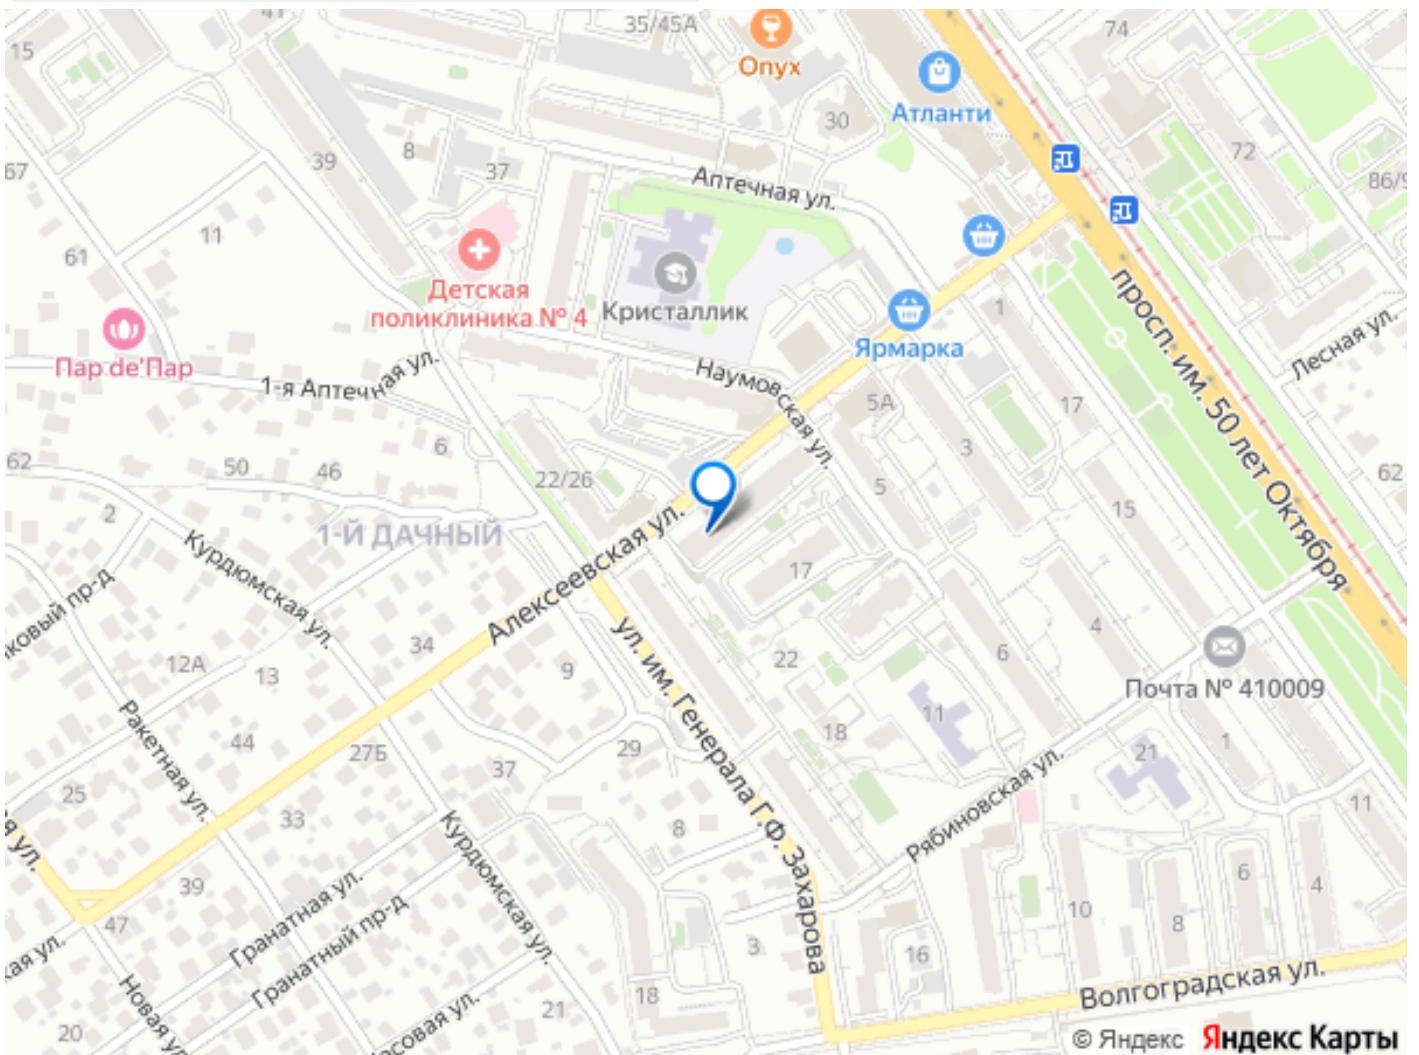 41
35/45А
74
15
Опух
Атланти
30
72
39
8
37
67
86/9
Аптечная ул.
11
61
Детская
поликлиника № 4
Кристаллик
1
просп. им. 50 лет Октября
Лесная ул.
Пар de'Пар
Ярмарка
1-я Аптечная ул.
Наумовская ул.
5А
17
3
6
62
50
46
22/26
5
62
2
15
1-Й ДАЧНЫЙ
Алексеевская ул.
Курдюмская ул.
17
ковый пр-д
4
34
ул. им. Генерала Г.Ф. Захарова
12А
13
9
22
6
Почта № 410009
Ракетная ул.
11
44
27Б
29
18
21
1
37
25
Рябиновская ул.
33
8
11
Курдюмская ул.
я ул.
39
6
4
47
Гранатная ул.
Гранатный пр-д
10
8
3
16
кая ул.
Новая ул.
18
21
Волгоградская ул.
20
совая ул.
© Яндекс Яндекс Карты